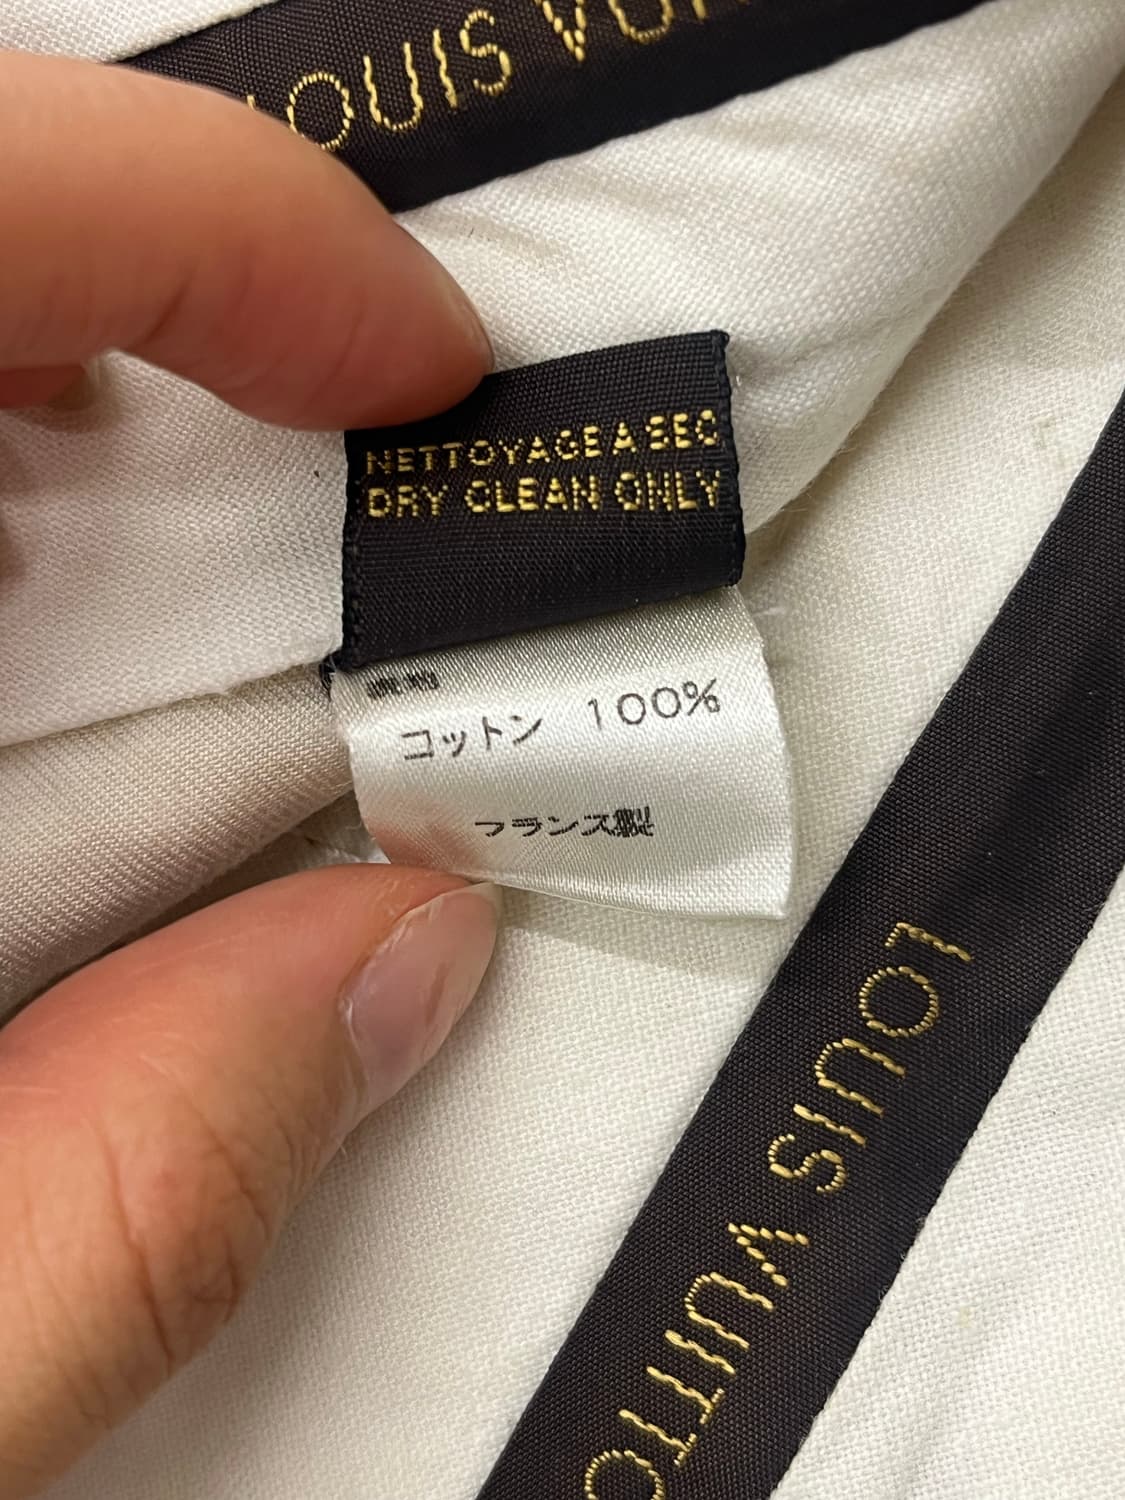 LOUIS VU
NETTOYAGE A SEC
DRY CLEAN ONLY
コットン 100%
フランス製
LOUIS VUITTO